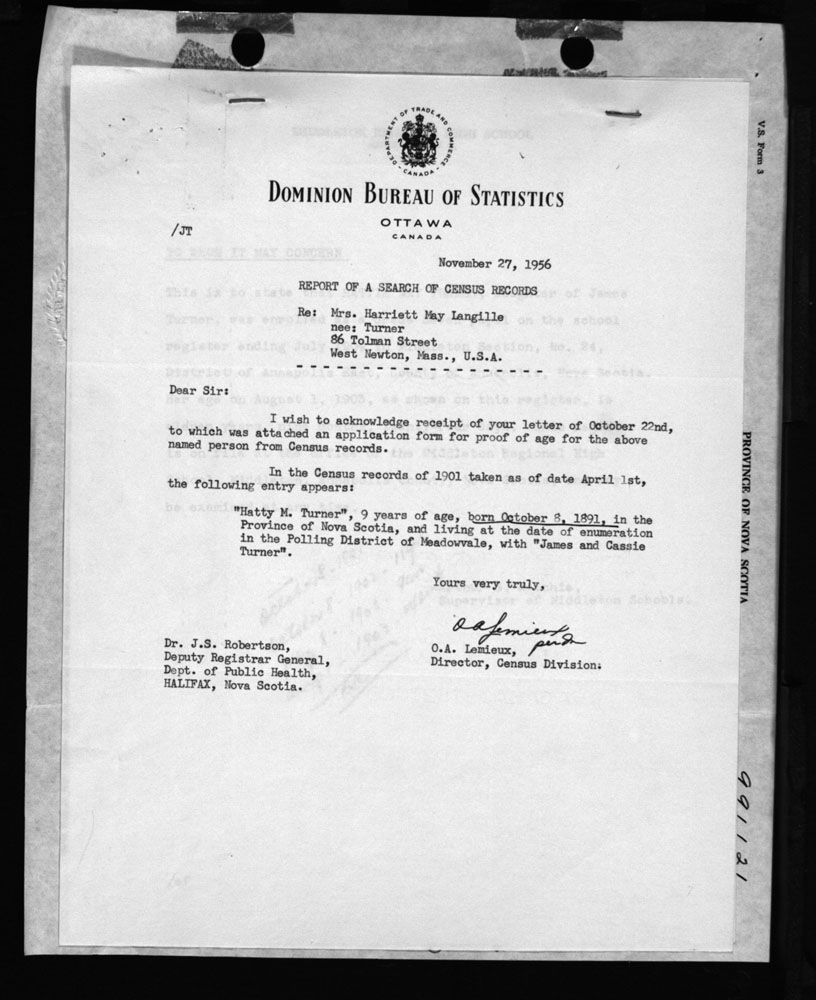 DEPARTMENT OF TRADE AND COMMERCE
CANADA
DOMINION BUREAU OF STATISTICS
OTTAWA
CANADA
/JT
November 27, 1956
REPORT OF A SEARCH OF CENSUS RECORDS
Re: Mrs. Harriett May Langille
nee: Turner
86 Tolman Street
West Newton, Mass., U.S.A.
Dear Sir:
I wish to acknowledge receipt of your letter of October 22nd,
to which was attached an application form for proof of age for the above
named person from Census records.
In the Census records of 1901 taken as of date April 1st,
the following entry appears:
"Hatty M. Turner", 9 years of age, born October 8, 1891, in the
Province of Nova Scotia, and living at the date of enumeration
in the Polling District of Meadowvale, with "James and Cassie
Turner".
Yours very truly,
OALemieux
O.A. Lemieux,
Director, Census Division.
Dr. J.S. Robertson,
Deputy Registrar General,
Dept. of Public Health,
HALIFAX, Nova Scotia.
V.S. Form 3
PROVINCE OF NOVA SCOTIA
991121
TO WHOM IT MAY CONCERN